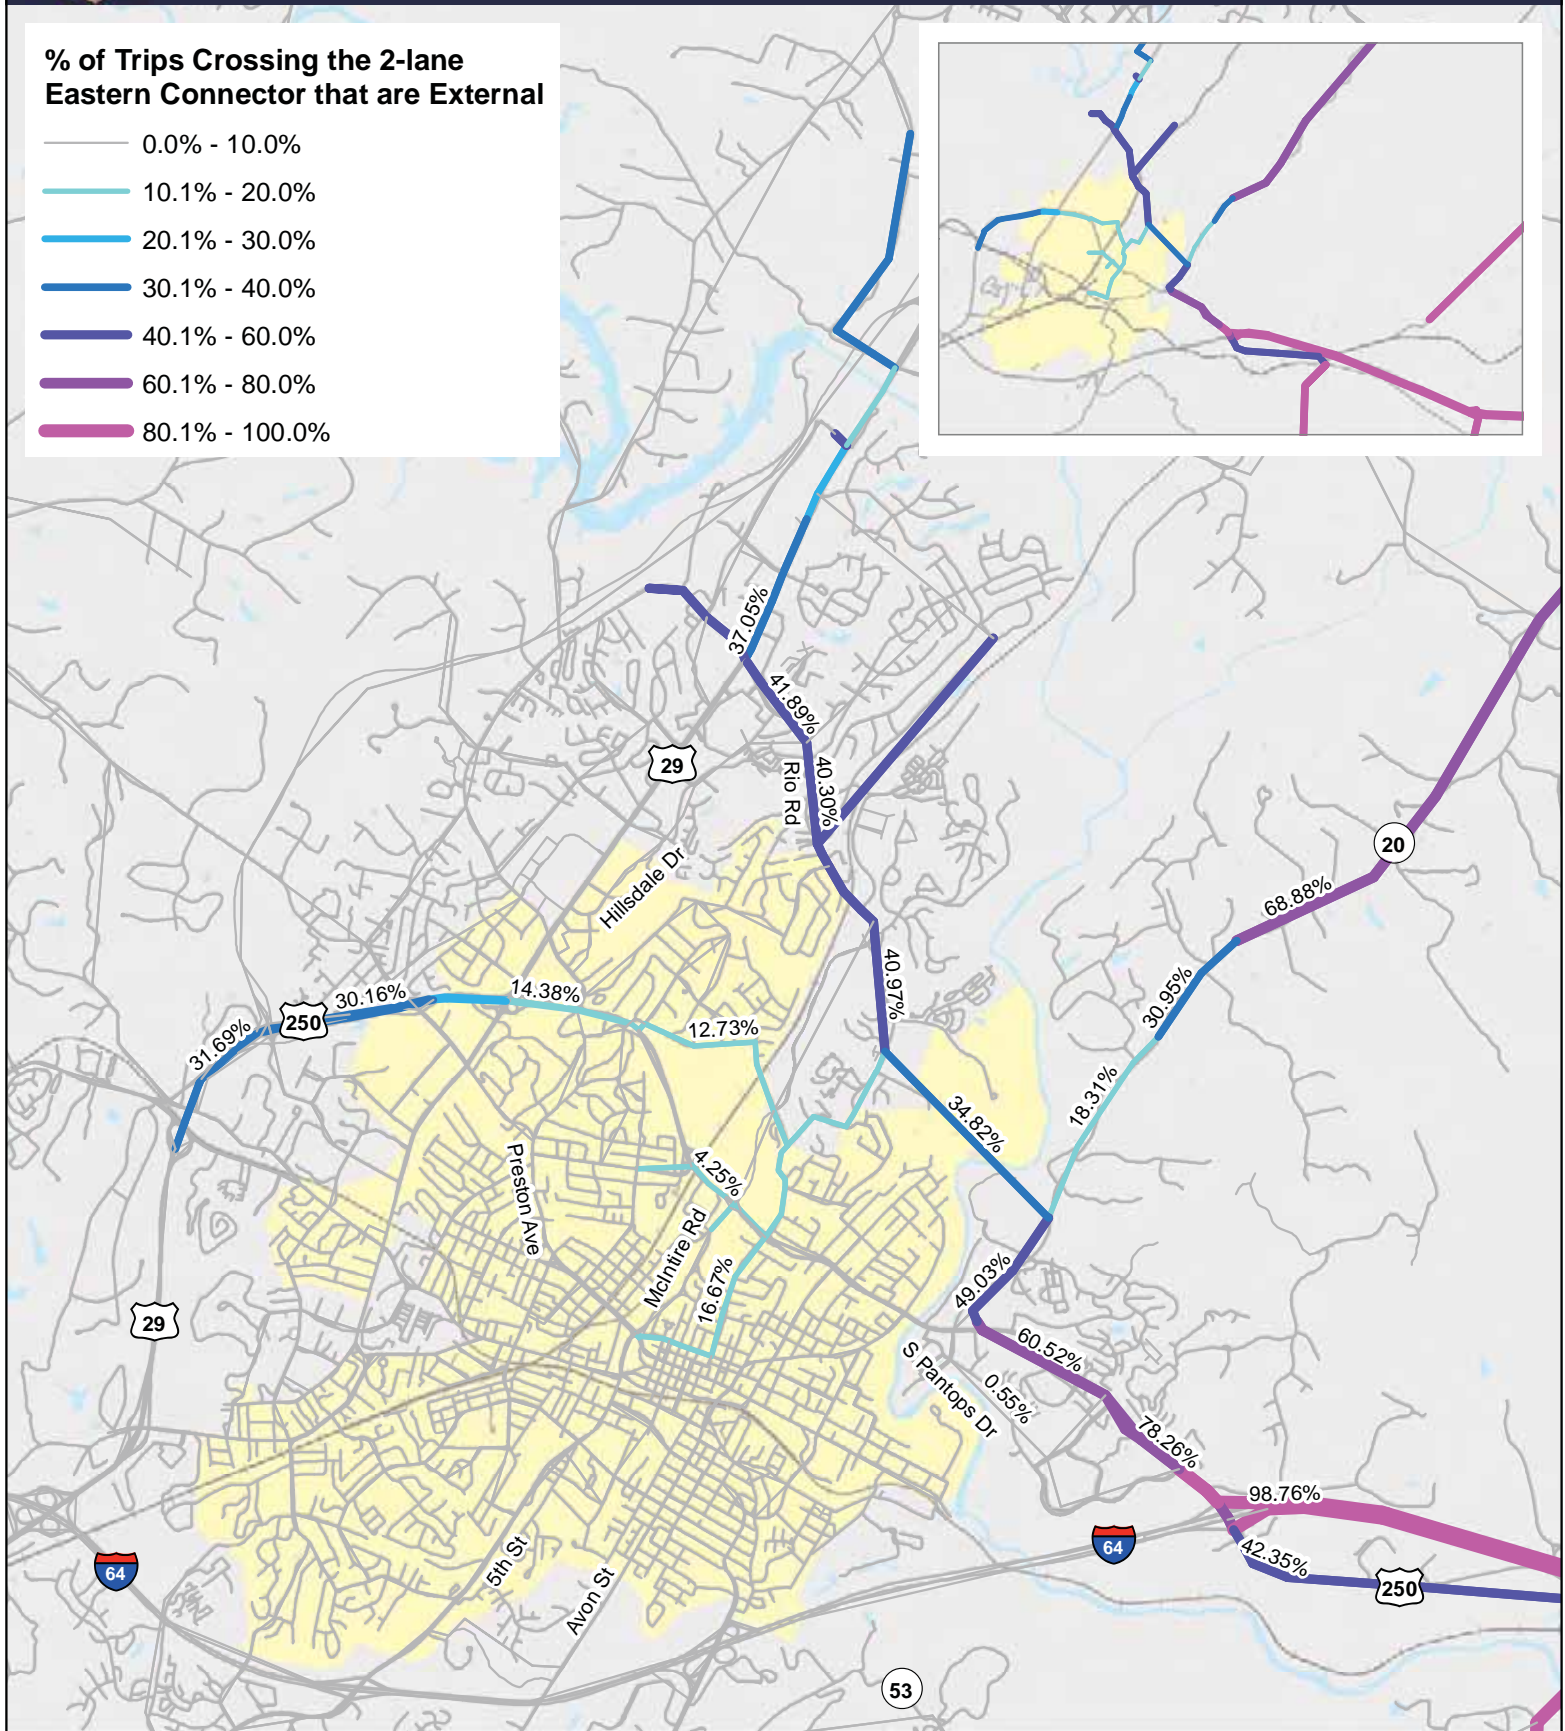 % of Trips Crossing the 2-lane
Eastern Connector that are External
0.0% - 10.0%
10.1% - 20.0%
20.1% - 30.0%
30.1% - 40.0%
40.1% - 60.0%
60.1% - 80.0%
80.1% - 100.0%
37.05%
41.89%
29
40.30%
Rio Rd
20
Hillsdale Dr
68.88%
40.97%
14.38%
30.16%
250
31.69%
12.73%
30.95%
18.31%
34.82%
4.25%
Preston Ave
McIntire Rd
16.67%
49.03%
29
60.52%
S Pantops Dr
0.55%
78.26%
98.76%
64
42.35%
250
64
5th St
Avon St
53